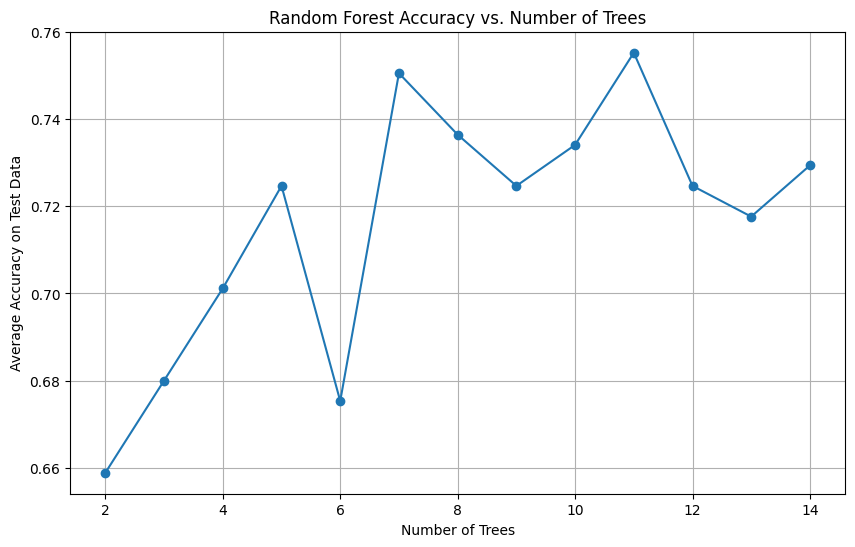 Random Forest Accuracy vs. Number of Trees
0.76
0.74
0.72
0.70
0.68
0.66
Average Accuracy on Test Data
2 4 6 8 10 12 14
Number of Trees